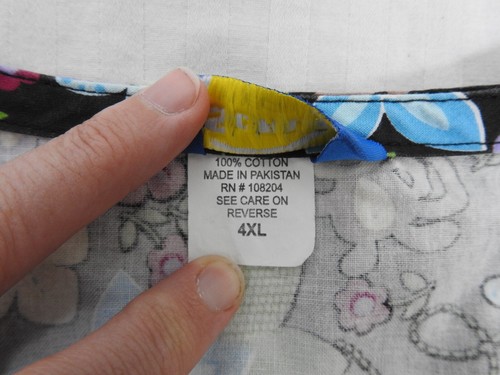 100% COTTON
MADE IN PAKISTAN
RN # 108204
SEE CARE ON
REVERSE
4XL